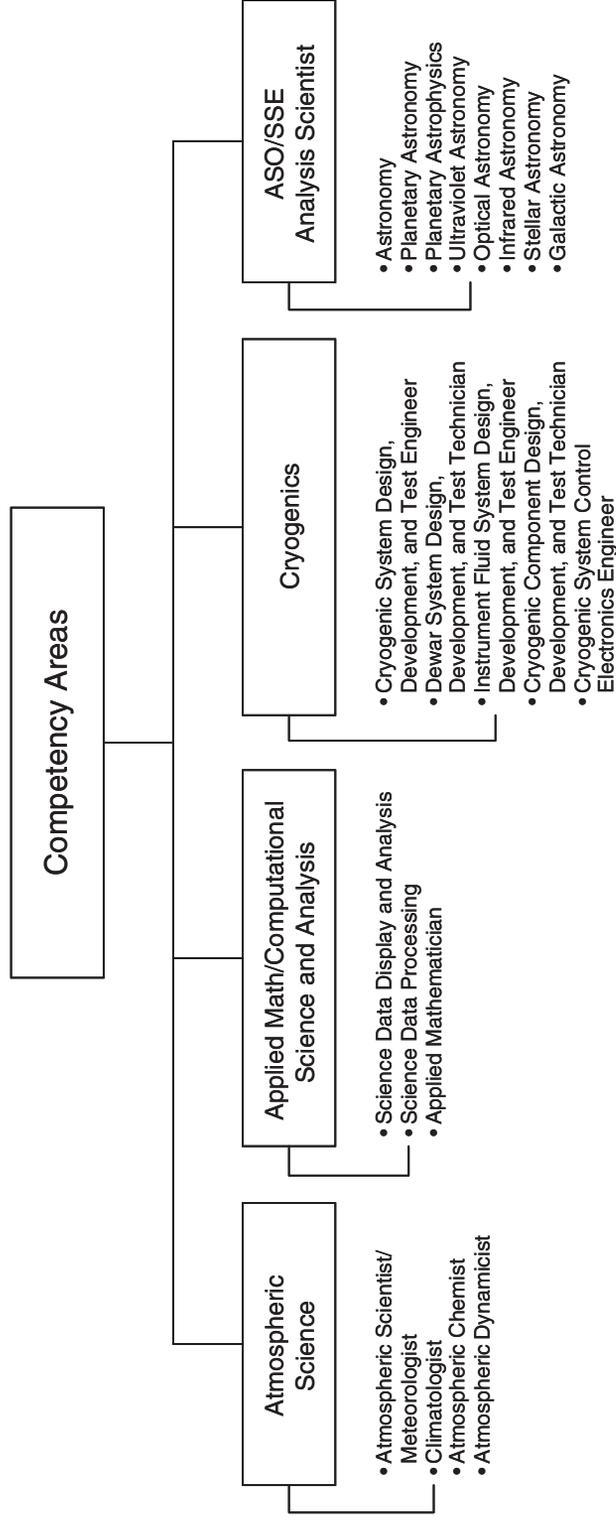 Competency Areas
Atmospheric
Science
• Atmospheric Scientist/
Meteorologist
• Climatologist
• Atmospheric Chemist
• Atmospheric Dynamicist
Applied Math/Computational
Science and Analysis
• Science Data Display and Analysis
• Science Data Processing
• Applied Mathematician
Cryogenics
• Cryogenic System Design,
Development, and Test Engineer
• Dewar System Design,
Development, and Test Technician
• Instrument Fluid System Design,
Development, and Test Engineer
• Cryogenic Component Design,
Development, and Test Technician
• Cryogenic System Control
Electronics Engineer
ASO/SSE
Analysis Scientist
• Astronomy
• Planetary Astronomy
• Planetary Astrophysics
• Ultraviolet Astronomy
• Optical Astronomy
• Infrared Astronomy
• Stellar Astronomy
• Galactic Astronomy